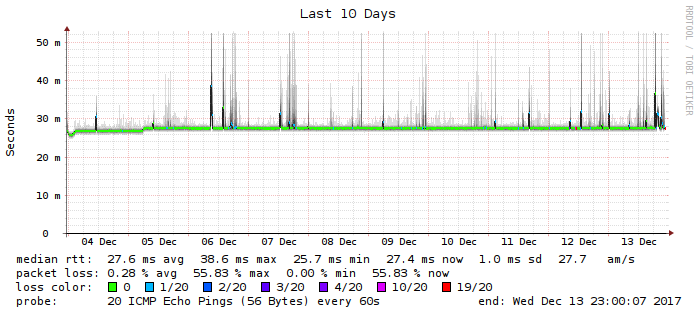 Last 10 Days
RRDTOOL / TOBI OETIKER
Seconds
50 m
40 m
30 m
20 m
10 m
0
04 Dec 05 Dec 06 Dec 07 Dec 08 Dec 09 Dec 10 Dec 11 Dec 12 Dec 13 Dec
median rtt: 27.6 ms avg 38.6 ms max 25.7 ms min 27.4 ms now 1.0 ms sd 27.7 am/s
packet loss: 0.28 % avg 55.83 % max 0.00 % min 55.83 % now
loss color: 0 1/20 2/20 3/20 4/20 10/20 19/20
probe: 20 ICMP Echo Pings (56 Bytes) every 60s end: Wed Dec 13 23:00:07 2017